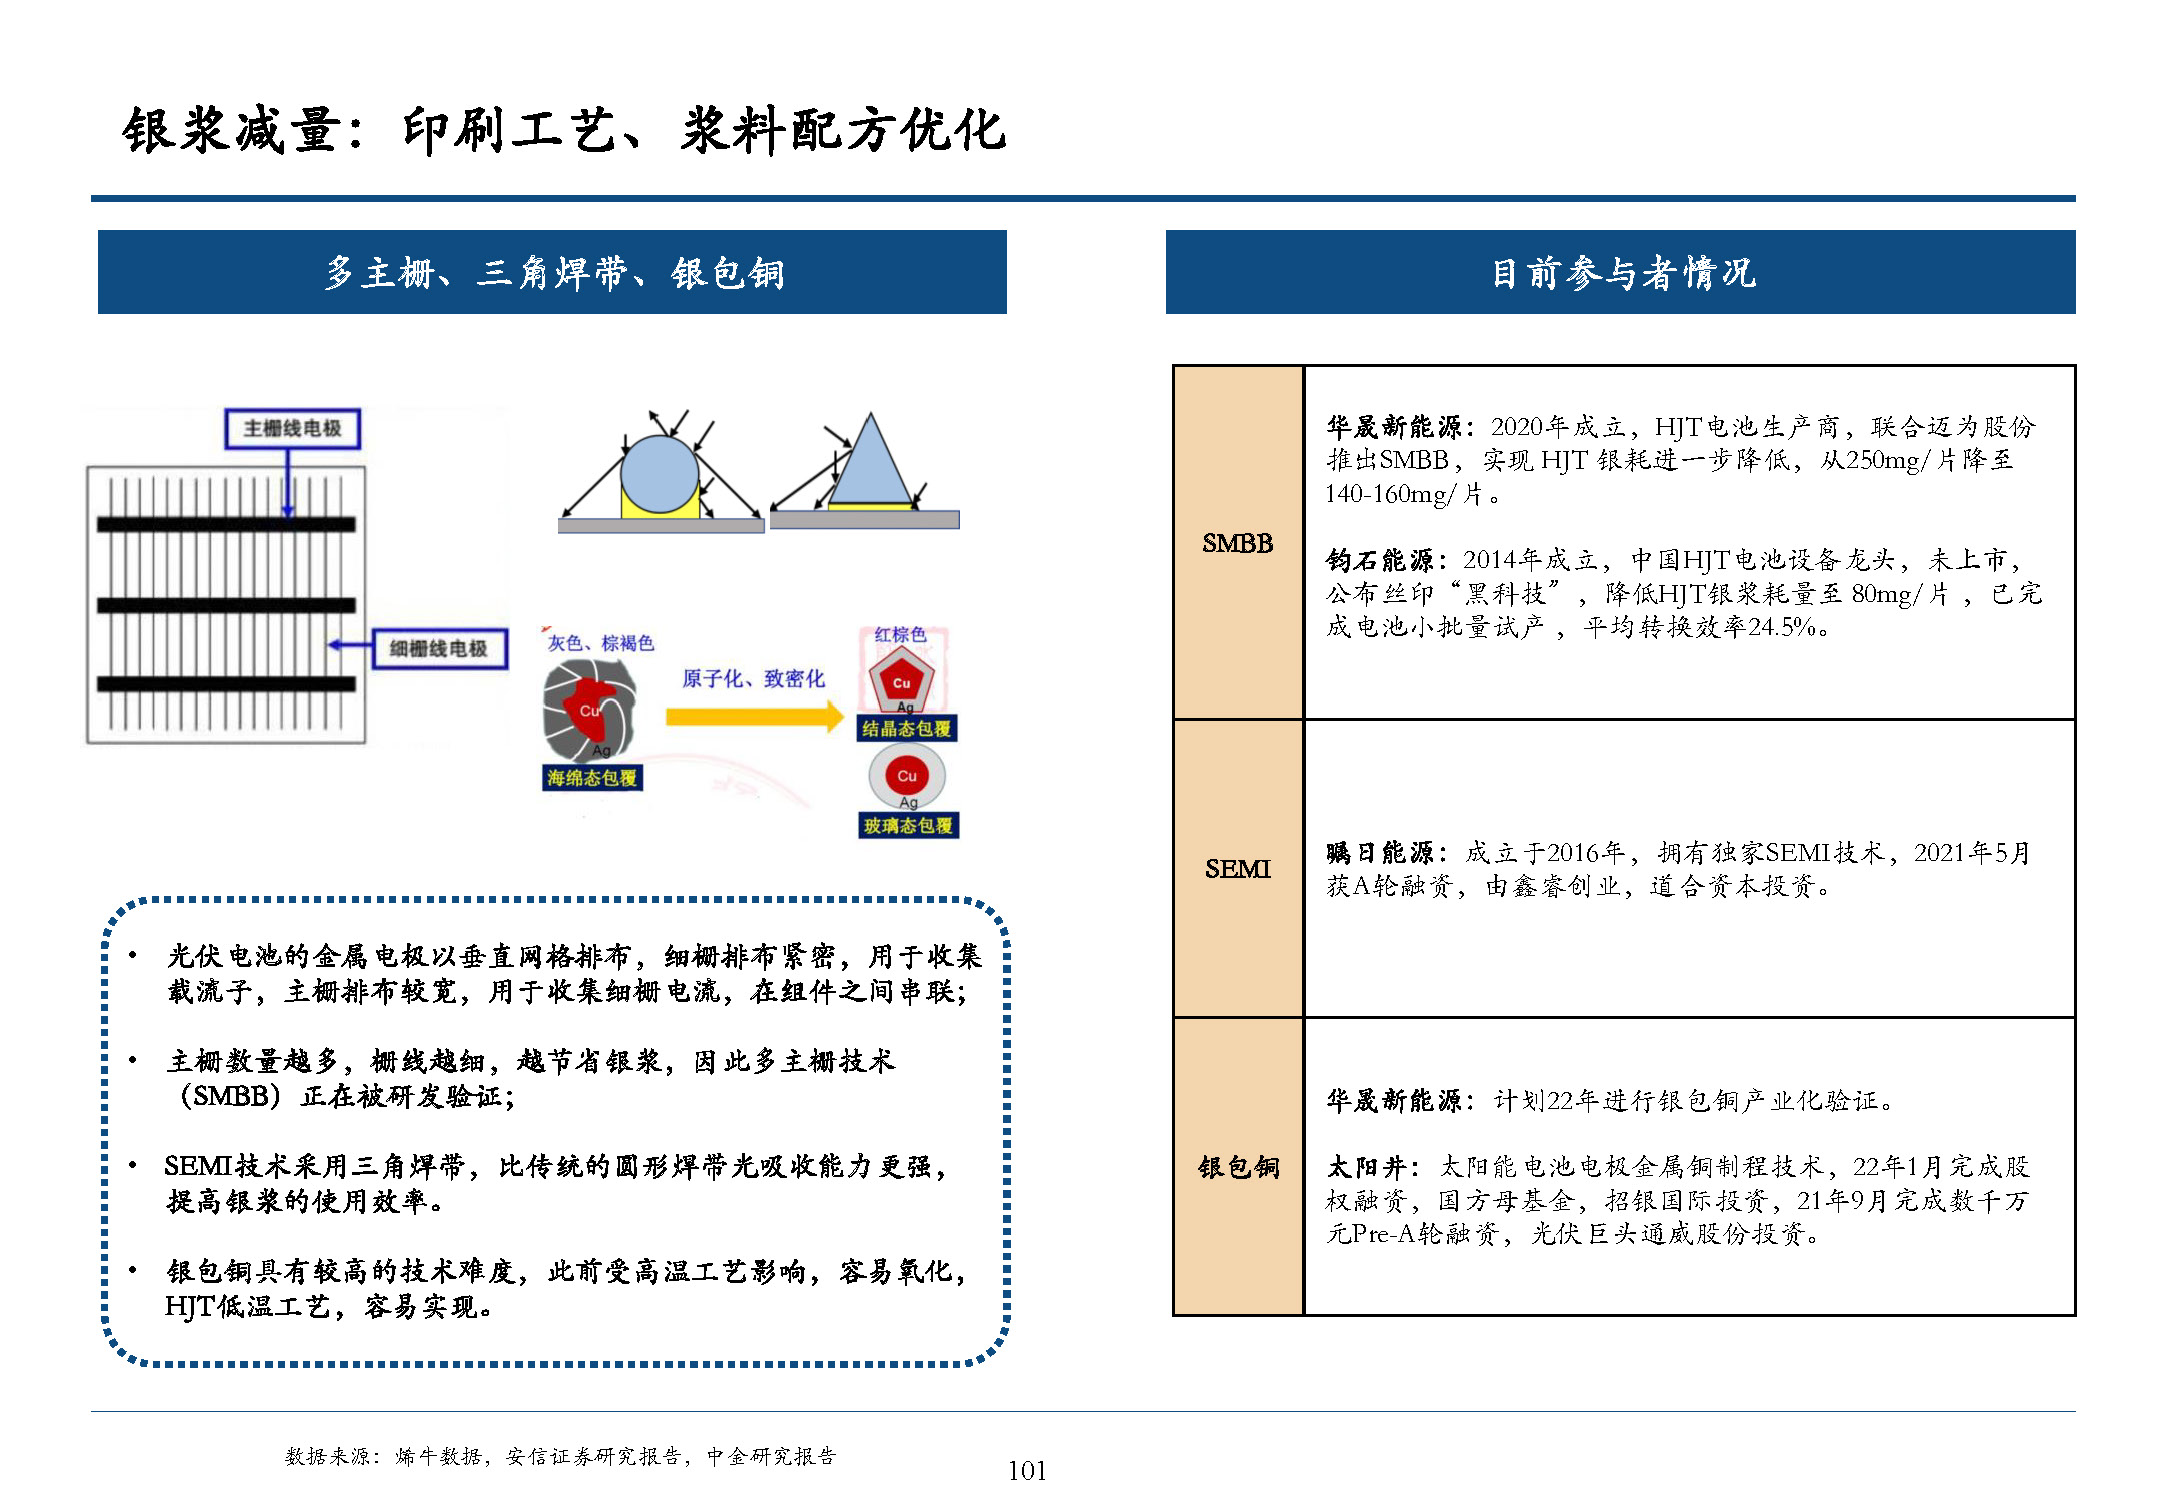 银浆减量：印刷工艺、浆料配方优化
多主栅、三角焊带、银包铜
主栅线电极
细栅线电极
灰色、棕褐色
Cu
Ag
海绵态包覆
原子化、致密化
红棕色
Cu
Ag
结晶态包覆
Cu
Ag
玻璃态包覆
• 光伏电池的金属电极以垂直网格排布，细栅排布紧密，用于收集
载流子，主栅排布较宽，用于收集细栅电流，在组件之间串联；
• 主栅数量越多，栅线越细，越节省银浆，因此多主栅技术
（SMBB）正在被研发验证；
• SEMI技术采用三角焊带，比传统的圆形焊带光吸收能力更强，
提高银浆的使用效率。
• 银包铜具有较高的技术难度，此前受高温工艺影响，容易氧化，
HJT低温工艺，容易实现。
目前参与者情况
SMBB
华晟新能源：2020年成立，HJT电池生产商，联合迈为股份
推出SMBB，实现 HJT 银耗进一步降低，从250mg/片降至
140-160mg/片。
钧石能源：2014年成立，中国HJT电池设备龙头，未上市，
公布丝印“黑科技”，降低HJT银浆耗量至 80mg/片 ，已完
成电池小批量试产 ，平均转换效率24.5%。
SEMI
瞩日能源：成立于2016年，拥有独家SEMI技术，2021年5月
获A轮融资，由鑫睿创业，道合资本投资。
银包铜
华晟新能源：计划22年进行银包铜产业化验证。
太阳井：太阳能电池电极金属铜制程技术，22年1月完成股
权融资，国方母基金，招银国际投资，21年9月完成数千万
元Pre-A轮融资，光伏巨头通威股份投资。
数据来源：烯牛数据，安信证券研究报告，中金研究报告
101